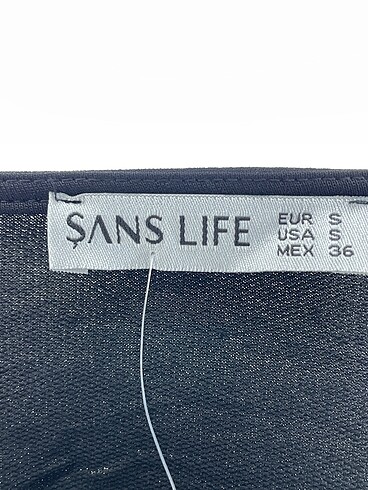 ŞANS LIFE
EUR S
USA S
MEX 36